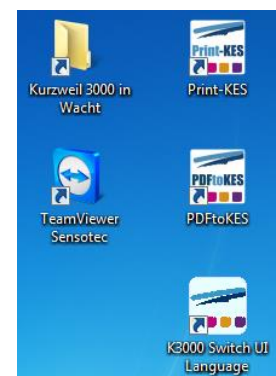 Print-KES
Kurzweil 3000 in
Wacht
Print-KES
PDFtoKES
TeamViewer
Sensotec
PDFtoKES
K3000 Switch UI
Language